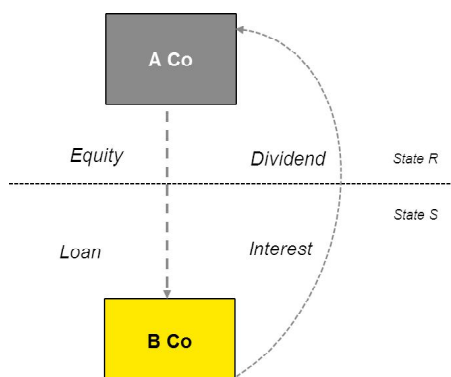 A Co
Equity
Dividend
State R
State S
Loan
Interest
B Co